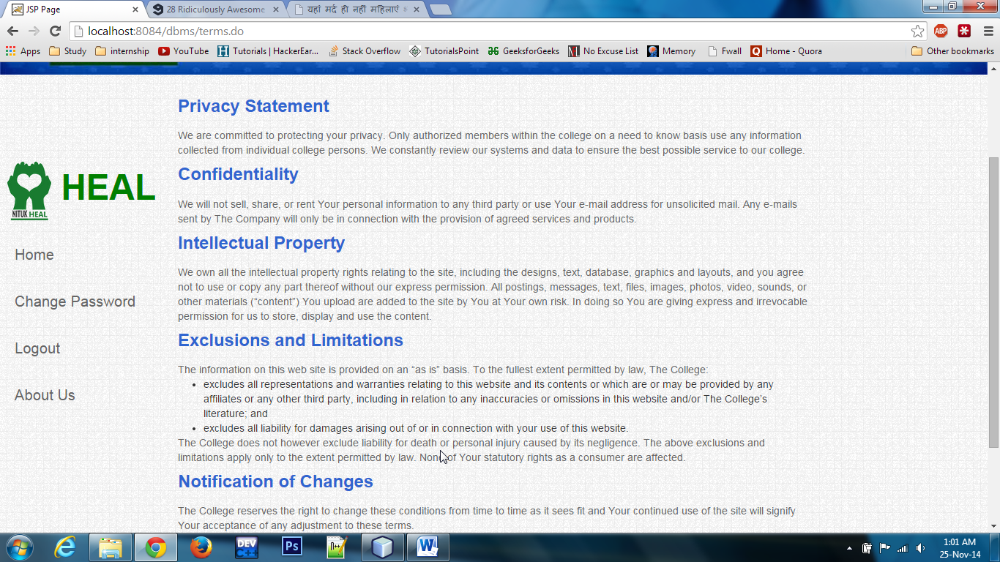 JSP Page
28 Ridiculously Awesome
यहां मर्द ही नहीं महिलाएं
localhost:8084/dbms/terms.do
ABP
Apps
Study
internship
YouTube
Tutorials | HackerEar...
Stack Overflow
TutorialsPoint
GeeksforGeeks
No Excuse List
Memory
Fwall
Home - Quora
Other bookmarks
NITUK HEAL
HEAL
Home
Change Password
Logout
About Us
Privacy Statement
We are committed to protecting your privacy. Only authorized members within the college on a need to know basis use any information
collected from individual college persons. We constantly review our systems and data to ensure the best possible service to our college.
Confidentiality
We will not sell, share, or rent Your personal information to any third party or use Your e-mail address for unsolicited mail. Any e-mails
sent by The Company will only be in connection with the provision of agreed services and products.
Intellectual Property
We own all the intellectual property rights relating to the site, including the designs, text, database, graphics and layouts, and you agree
not to use or copy any part thereof without our express permission. All postings, messages, text, files, images, photos, video, sounds, or
other materials (“content”) You upload are added to the site by You at Your own risk. In doing so You are giving express and irrevocable
permission for us to store, display and use the content.
Exclusions and Limitations
The information on this web site is provided on an “as is” basis. To the fullest extent permitted by law, The College:
• excludes all representations and warranties relating to this website and its contents or which are or may be provided by any
affiliates or any other third party, including in relation to any inaccuracies or omissions in this website and/or The College’s
literature; and
• excludes all liability for damages arising out of or in connection with your use of this website.
The College does not however exclude liability for death or personal injury caused by its negligence. The above exclusions and
limitations apply only to the extent permitted by law. None of Your statutory rights as a consumer are affected.
Notification of Changes
The College reserves the right to change these conditions from time to time as it sees fit and Your continued use of the site will signify
Your acceptance of any adjustment to these terms.
DEV C++
Ps
1:01 AM
25-Nov-14